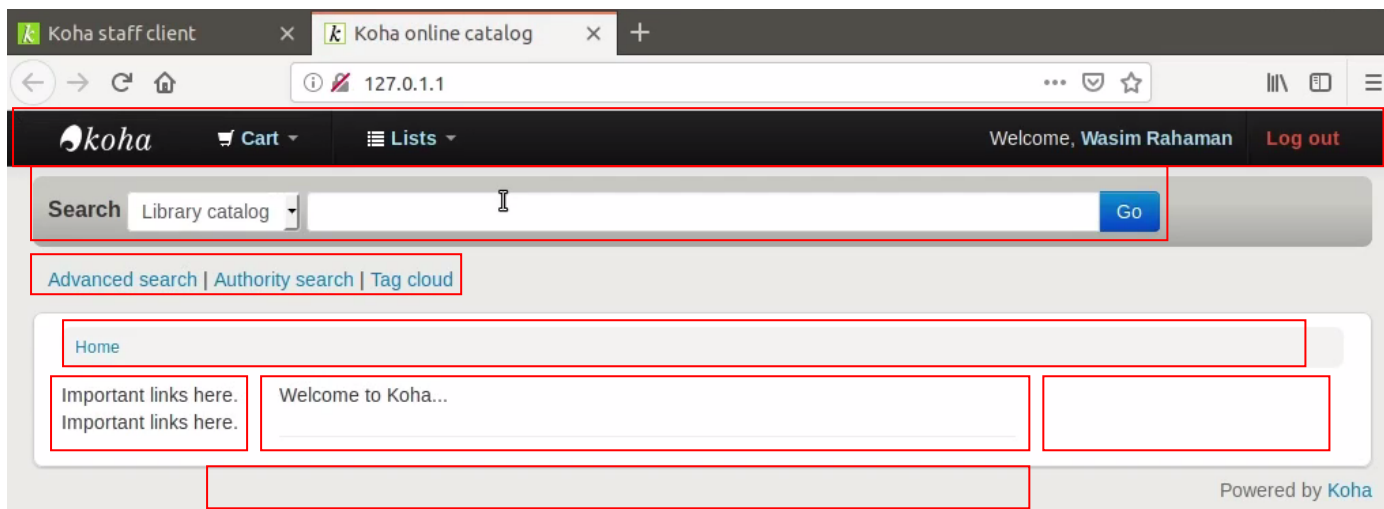 Koha staff client × Koha online catalog × +
127.0.1.1
koha Cart Lists Welcome, Wasim Rahaman Log out
Search Library catalog Go
Advanced search | Authority search | Tag cloud
Home
Important links here. Welcome to Koha...
Important links here.
Powered by Koha